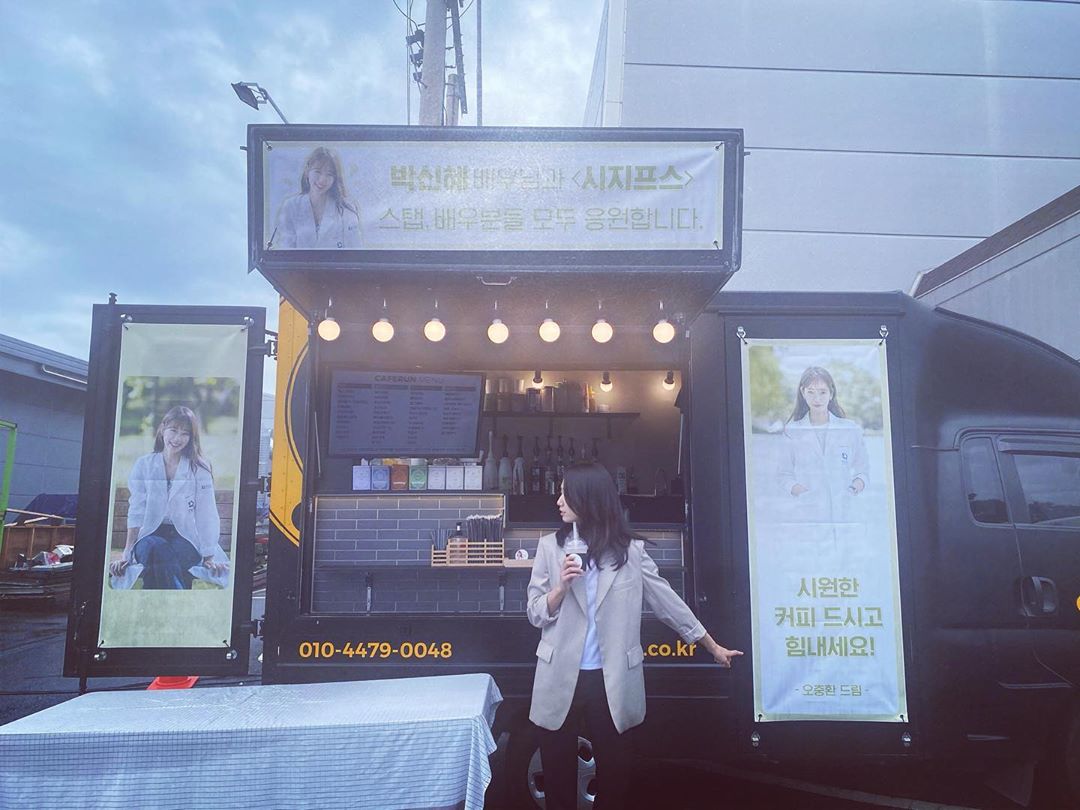 박신혜 배우님과 <시지프스>
스탭, 배우분들 모두 응원합니다.
CAFERUN MENU
시원한
커피 드시고
힘내세요!
- 오충환 드림 -
010-4479-0048
.co.kr